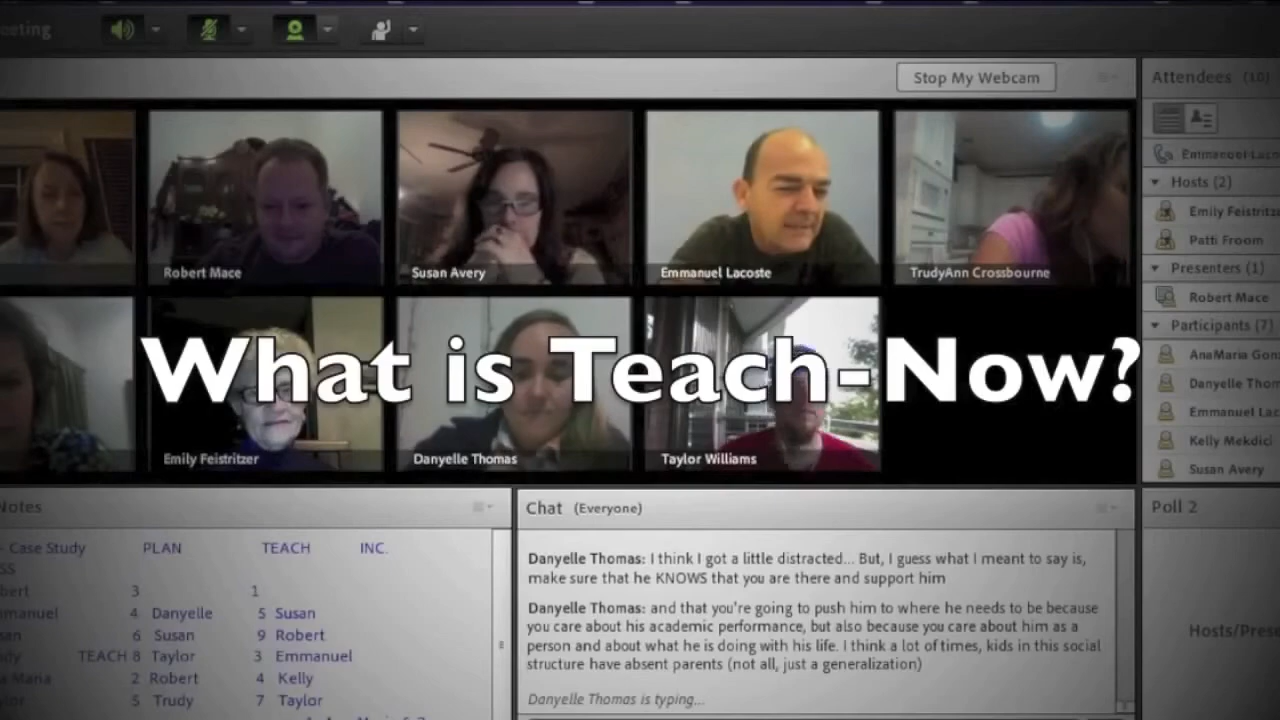 eeting
Stop My Webcam
Attendees (10)
Emmanuel Laco
Hosts (2)
Emily Feistritz
Patti Froom
Presenters (1)
Robert Mace
Participants (7)
AnaMaria Gon
Danyelle Thom
Emmanuel Lac
Kelly Mekdici
Susan Avery
Robert Mace
Susan Avery
Emmanuel Lacoste
TrudyAnn Crossbourne
What is Teach-Now?
Emily Feistritzer
Danyelle Thomas
Taylor Williams
Notes
- Case Study PLAN TEACH INC.
SS
bert 3 1
manuel 4 Danyelle 5 Susan
san 6 Susan 9 Robert
dy TEACH 8 Taylor 3 Emmanuel
a Maria 2 Robert 4 Kelly
lor 5 Trudy 7 Taylor
Chat (Everyone)
Danyelle Thomas: I think I got a little distracted... But, I guess what I meant to say is,
make sure that he KNOWS that you are there and support him
Danyelle Thomas: and that you're going to push him to where he needs to be because
you care about his academic performance, but also because you care about him as a
person and about what he is doing with his life. I think a lot of times, kids in this social
structure have absent parents (not all, just a generalization)
Danyelle Thomas is typing...
Poll 2
Hosts/Prese